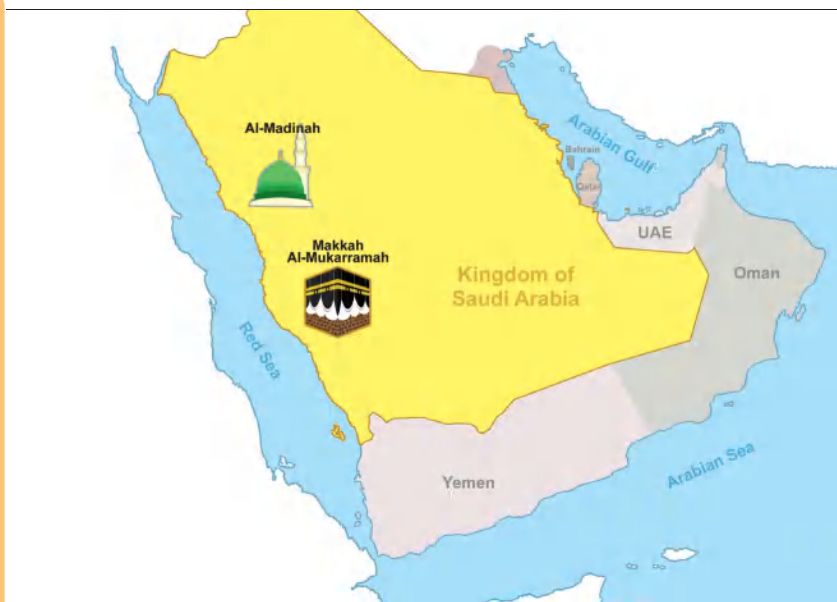 Al-Madinah
Arabian Gulf
Bahrain
Qatar
Makkah
Al-Mukarramah
UAE
Kingdom of
Saudi Arabia
Oman
Red Sea
Yemen
Arabian Sea